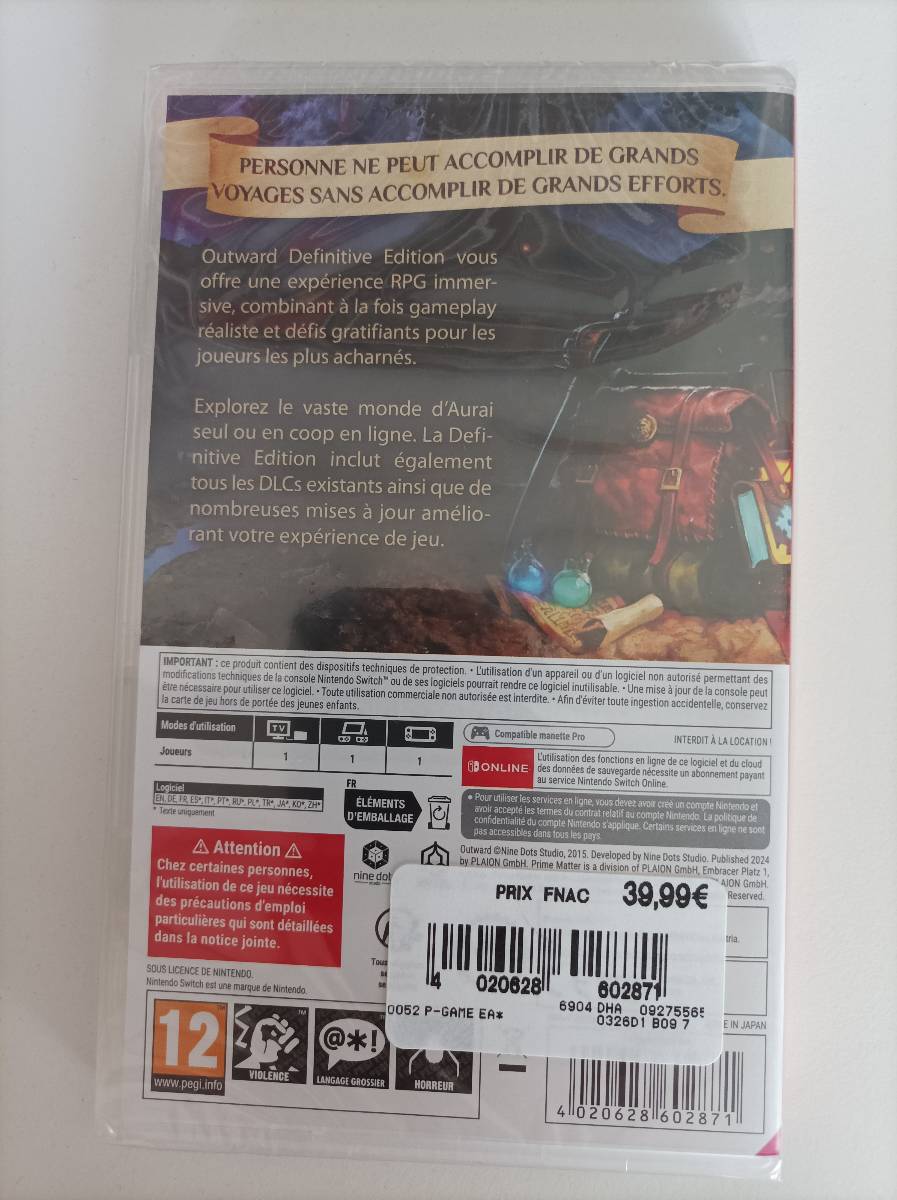 PERSONNE NE PEUT ACCOMPLIR DE GRANDS
VOYAGES SANS ACCOMPLIR DE GRANDS EFFORTS.
Outward Definitive Edition vous
offre une expérience RPG immer-
sive, combinant à la fois gameplay
réaliste et défis gratifiants pour les
joueurs les plus acharnés.
Explorez le vaste monde d'Aurai
seul ou en coop en ligne. La Defi-
nitive Edition inclut également
tous les DLCs existants ainsi que de
nombreuses mises à jour amélio-
rant votre expérience de jeu.
IMPORTANT : ce produit contient des dispositifs techniques de protection. • L'utilisation d'un appareil ou d'un logiciel non autorisé permettant des
modifications techniques de la console Nintendo Switch™ ou de ses logiciels pourrait rendre ce logiciel inutilisable. • Une mise à jour de la console peut
être nécessaire pour utiliser ce logiciel. • Toute utilisation commerciale non autorisée est interdite. • Afin d'éviter toute ingestion accidentelle, conservez
la carte de jeu hors de portée des jeunes enfants.
Modes d'utilisation TV
Joueurs 1 1 1
Compatible manette Pro
INTERDIT À LA LOCATION !
ONLINE
L'utilisation des fonctions en ligne de ce logiciel et du cloud
des données de sauvegarde nécessite un abonnement payant
au service Nintendo Switch Online.
• Pour utiliser les services en ligne, vous devez avoir créé un compte Nintendo et
avoir accepté les termes du contrat relatif au compte Nintendo. La politique de
confidentialité du compte Nintendo s'applique. Certains services en ligne ne sont
pas accessibles dans tous les pays.
Logiciel
EN, DE, FR, ES*, IT*, PT*, RU*, PL*, TR*, JA*, KO*, ZH*
* Texte uniquement
FR
ÉLÉMENTS
D'EMBALLAGE
Attention
Chez certaines personnes,
l'utilisation de ce jeu nécessite
des précautions d'emploi
particulières qui sont détaillées
dans la notice jointe.
nine dot
Outward ©Nine Dots Studio, 2015. Developed by Nine Dots Studio. Published 2024
by PLAION GmbH. Prime Matter is a division of PLAION GmbH, Embracer Platz 1,
AION GmbH.
Reserved.
tria.
Tous
SOUS LICENCE DE NINTENDO.
Nintendo Switch est une marque de Nintendo.
PRIX FNAC 39,99€
4 020628 602871
0052 P-GAME EA*
6904 DHA 09275565
0326D1 B09 7
E IN JAPAN
12
www.pegi.info
VIOLENCE
@*!
LANGAGE GROSSIER
HORREUR
4 020628 602871